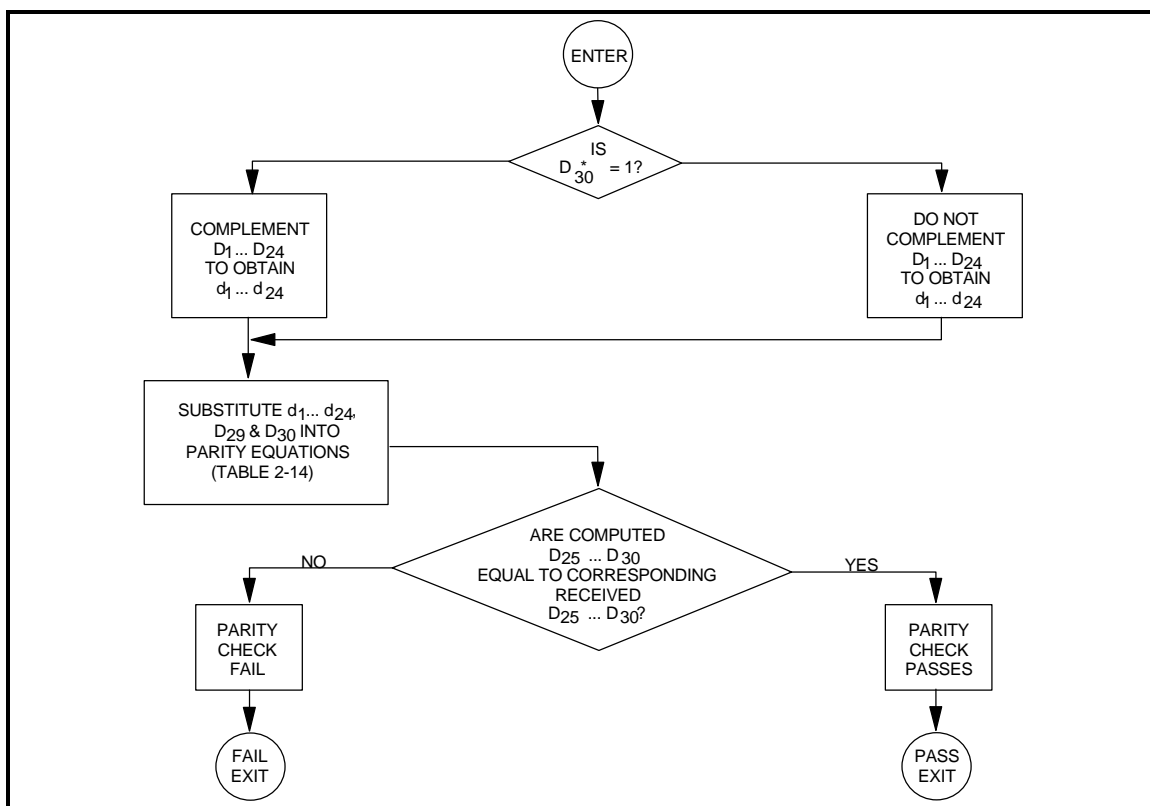 ENTER
IS
D*30 = 1?
COMPLEMENT
D1 ... D24
TO OBTAIN
d1 ... d24
DO NOT
COMPLEMENT
D1 ... D24
TO OBTAIN
d1 ... d24
SUBSTITUTE d1 ... d24,
D29 & D30 INTO
PARITY EQUATIONS
(TABLE 2-14)
ARE COMPUTED
D25 ... D30
EQUAL TO CORRESPONDING
RECEIVED
D25 ... D30?
NO
YES
PARITY
CHECK
FAIL
PARITY
CHECK
PASSES
FAIL
EXIT
PASS
EXIT